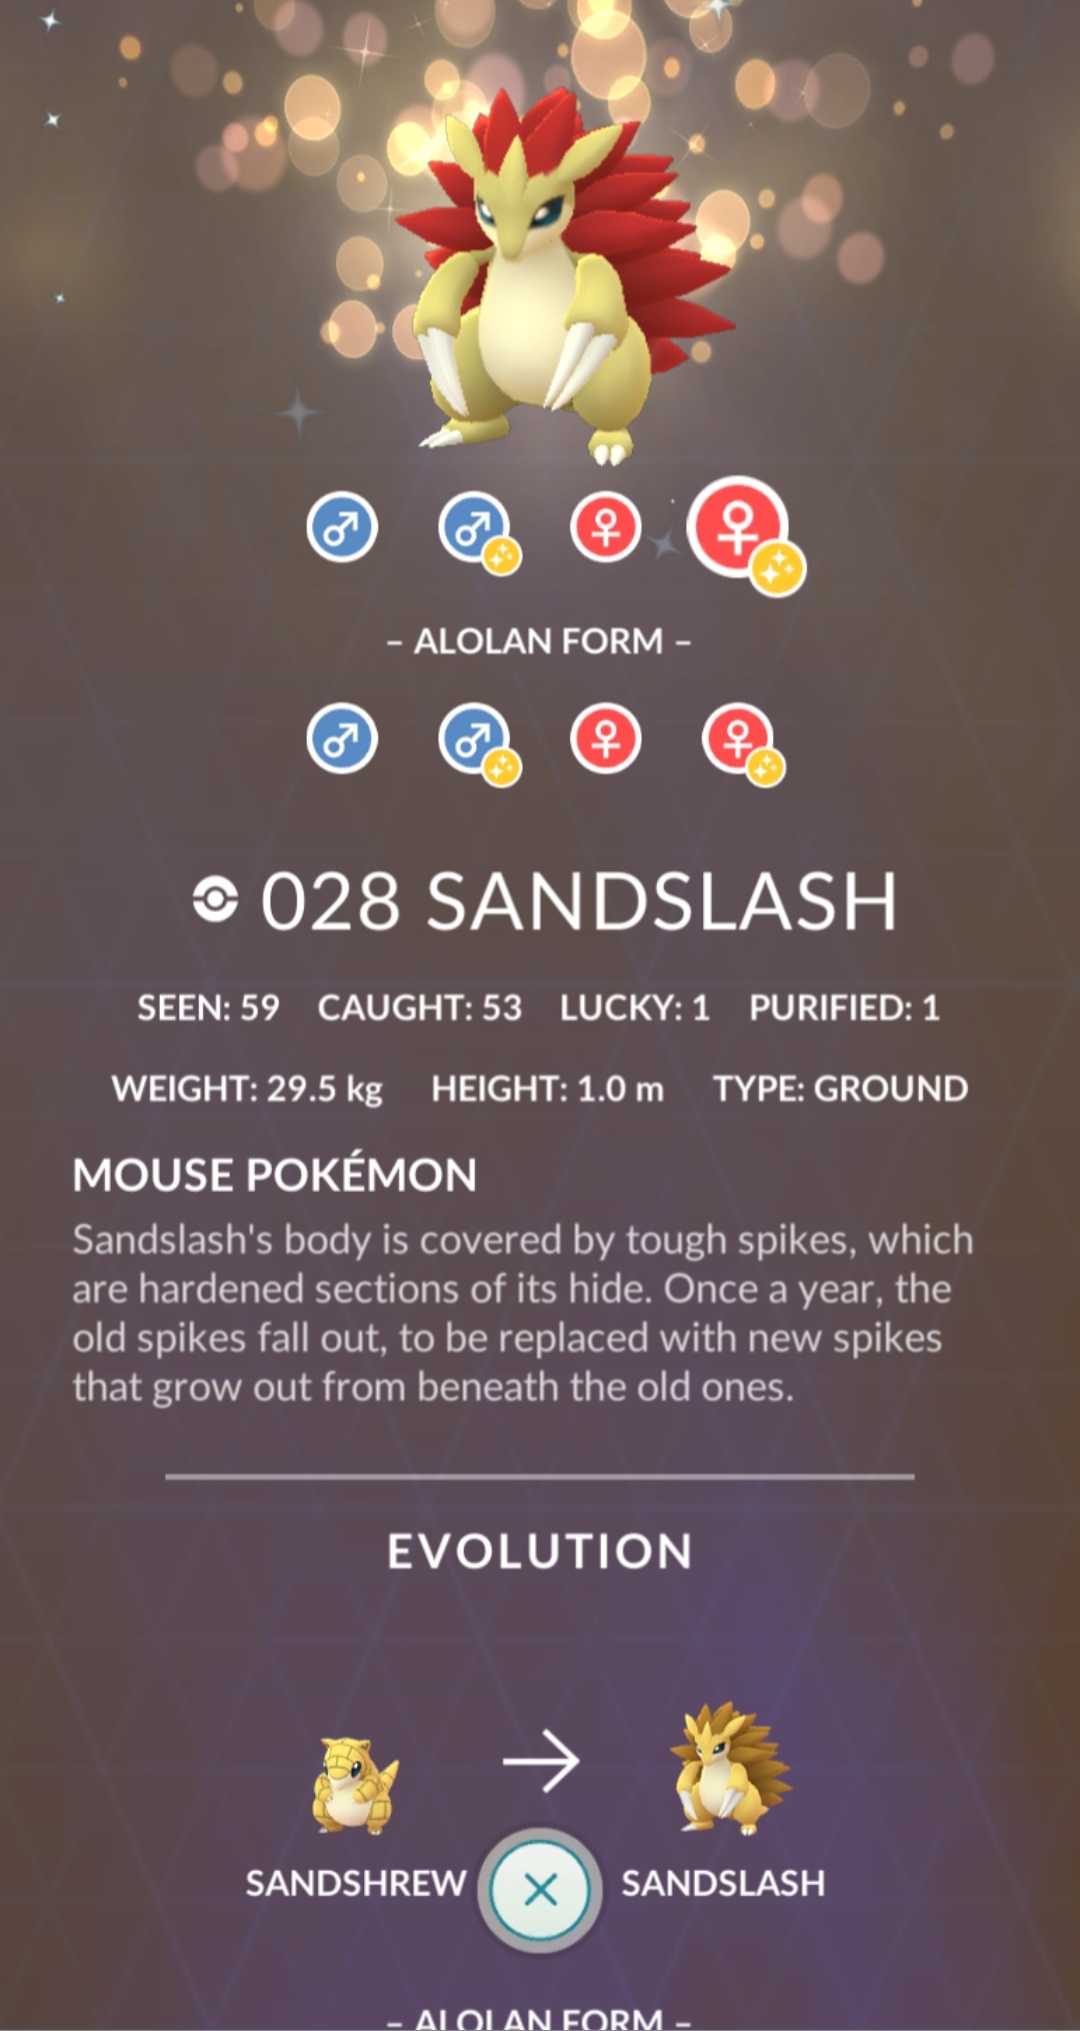 – ALOLAN FORM –
028 SANDSLASH
SEEN: 59 CAUGHT: 53 LUCKY: 1 PURIFIED: 1
WEIGHT: 29.5 kg HEIGHT: 1.0 m TYPE: GROUND
MOUSE POKÉMON
Sandslash's body is covered by tough spikes, which
are hardened sections of its hide. Once a year, the
old spikes fall out, to be replaced with new spikes
that grow out from beneath the old ones.
EVOLUTION
SANDSHREW SANDSLASH
– ALOLAN FORM –